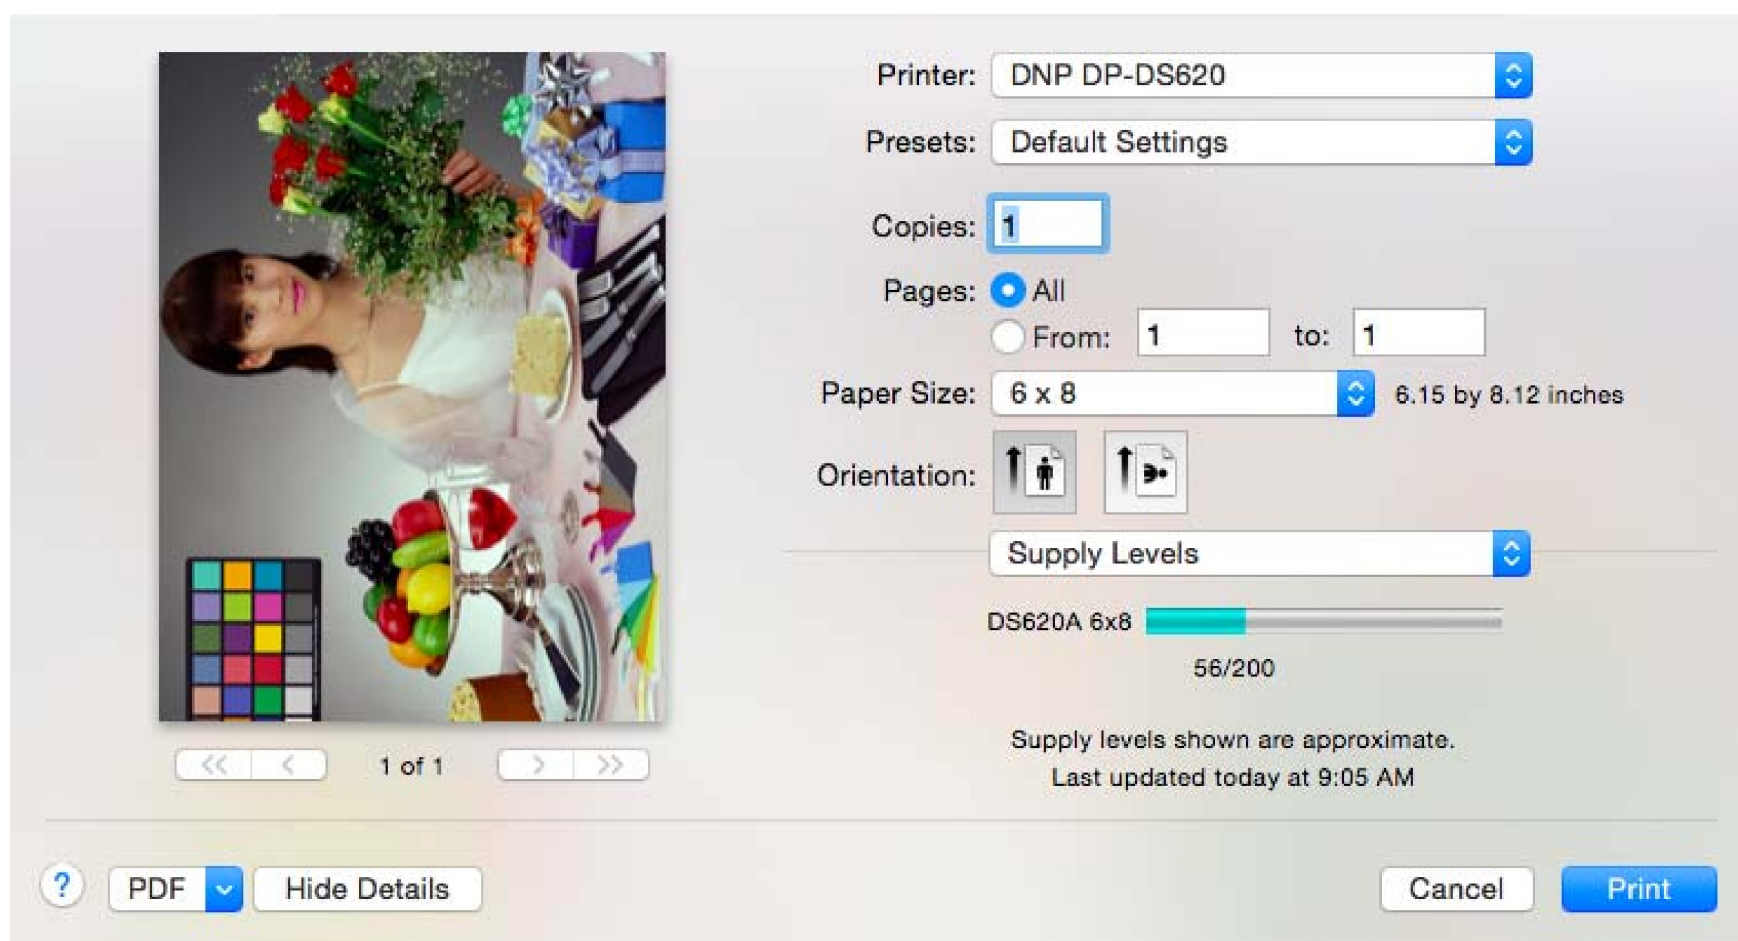 Printer: DNP DP-DS620
Presets: Default Settings
Copies: 1
Pages: All
From: 1 to: 1
Paper Size: 6 x 8 6.15 by 8.12 inches
Orientation:
Supply Levels
DS620A 6x8
56/200
Supply levels shown are approximate.
Last updated today at 9:05 AM
<< < 1 of 1 > >>
? PDF Hide Details Cancel Print